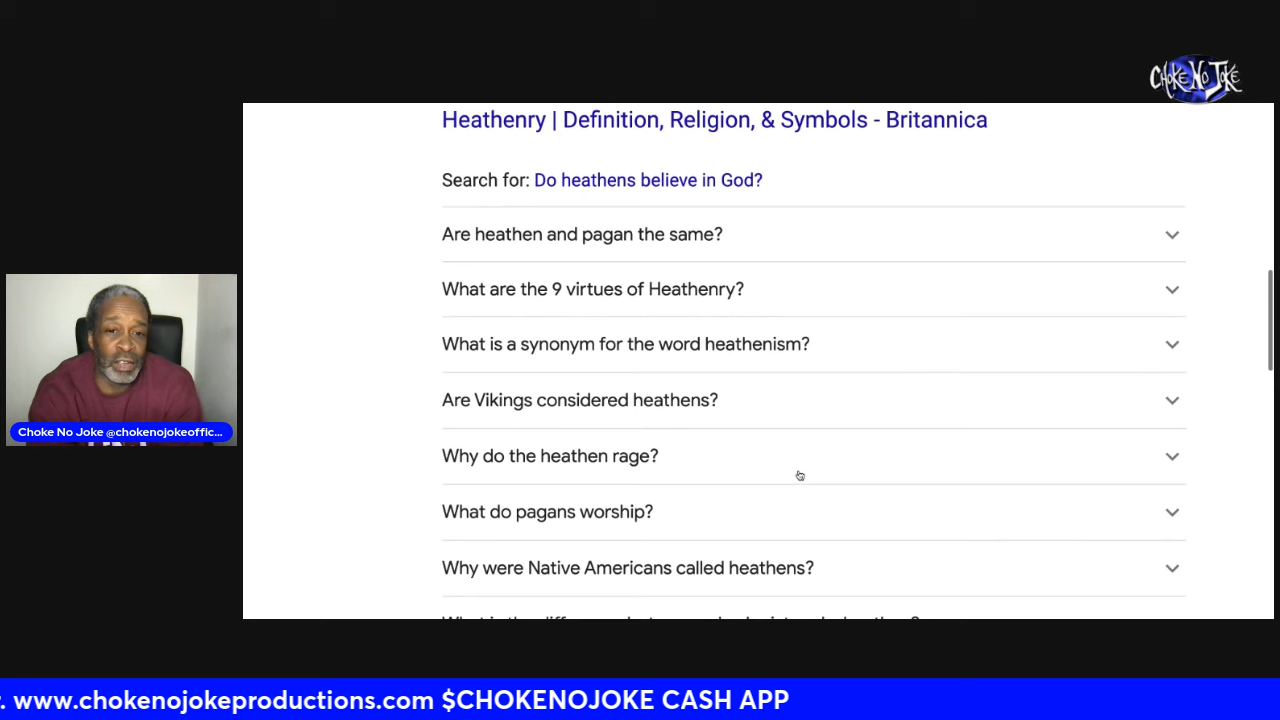 CHOKE NO JOKE
Heathenry | Definition, Religion, & Symbols - Britannica
Search for: Do heathens believe in God?
Are heathen and pagan the same?
What are the 9 virtues of Heathenry?
What is a synonym for the word heathenism?
Are Vikings considered heathens?
Why do the heathen rage?
What do pagans worship?
Why were Native Americans called heathens?
Choke No Joke @chokenojokeoffic...
. www.chokenojokeproductions.com $CHOKENOJOKE CASH APP